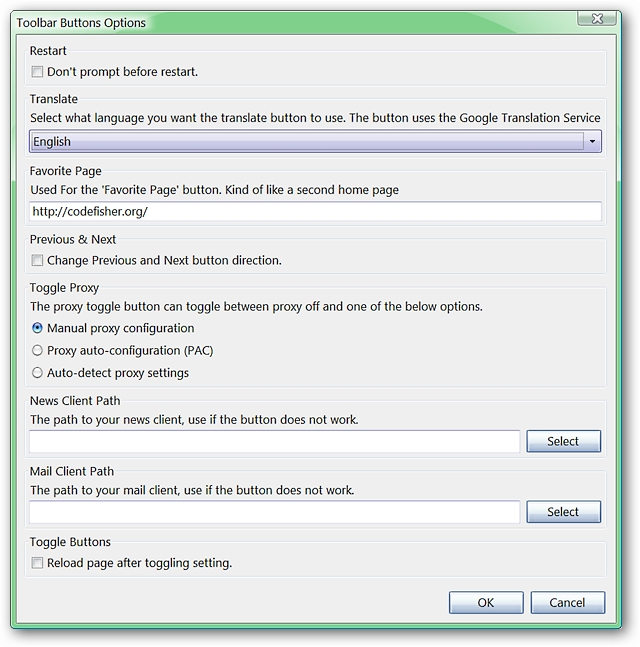 Toolbar Buttons Options
Restart
Don't prompt before restart.
Translate
Select what language you want the translate button to use. The button uses the Google Translation Service
English
Favorite Page
Used For the 'Favorite Page' button. Kind of like a second home page
http://codefisher.org/
Previous & Next
Change Previous and Next button direction.
Toggle Proxy
The proxy toggle button can toggle between proxy off and one of the below options.
Manual proxy configuration
Proxy auto-configuration (PAC)
Auto-detect proxy settings
News Client Path
The path to your news client, use if the button does not work.
Select
Mail Client Path
The path to your mail client, use if the button does not work.
Select
Toggle Buttons
Reload page after toggling setting.
OK Cancel